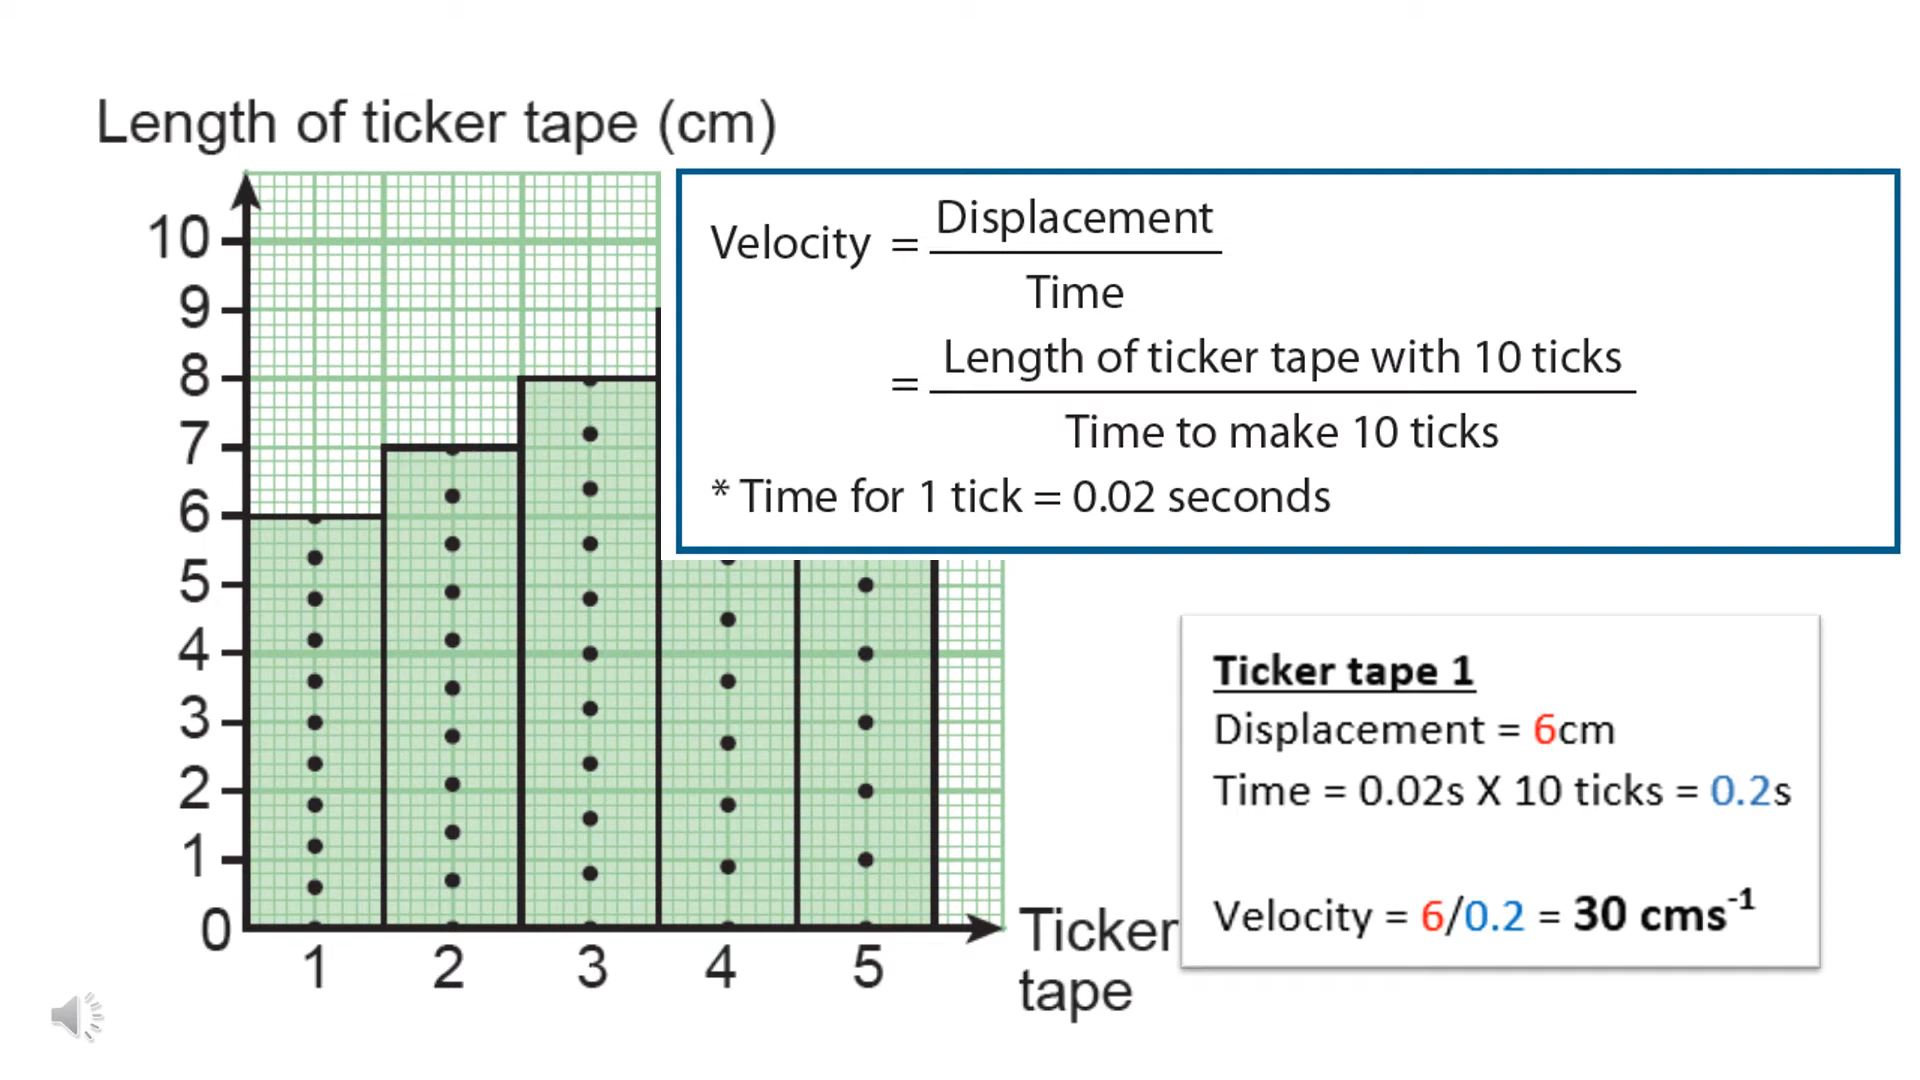 Length of ticker tape (cm)
10
9
8
7
6
5
4
3
2
1
0
1 2 3 4 5
Ticker
tape
Velocity = Displacement
Time
= Length of ticker tape with 10 ticks
Time to make 10 ticks
* Time for 1 tick = 0.02 seconds
Ticker tape 1
Displacement = 6cm
Time = 0.02s X 10 ticks = 0.2s
Velocity = 6/0.2 = 30 cms⁻¹